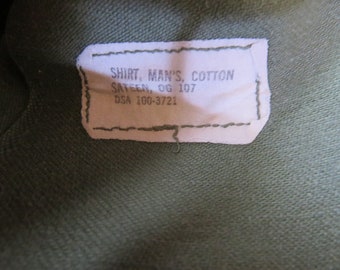 SHIRT, MAN'S, COTTON
SATEEN, OG 107
DSA 100-3721